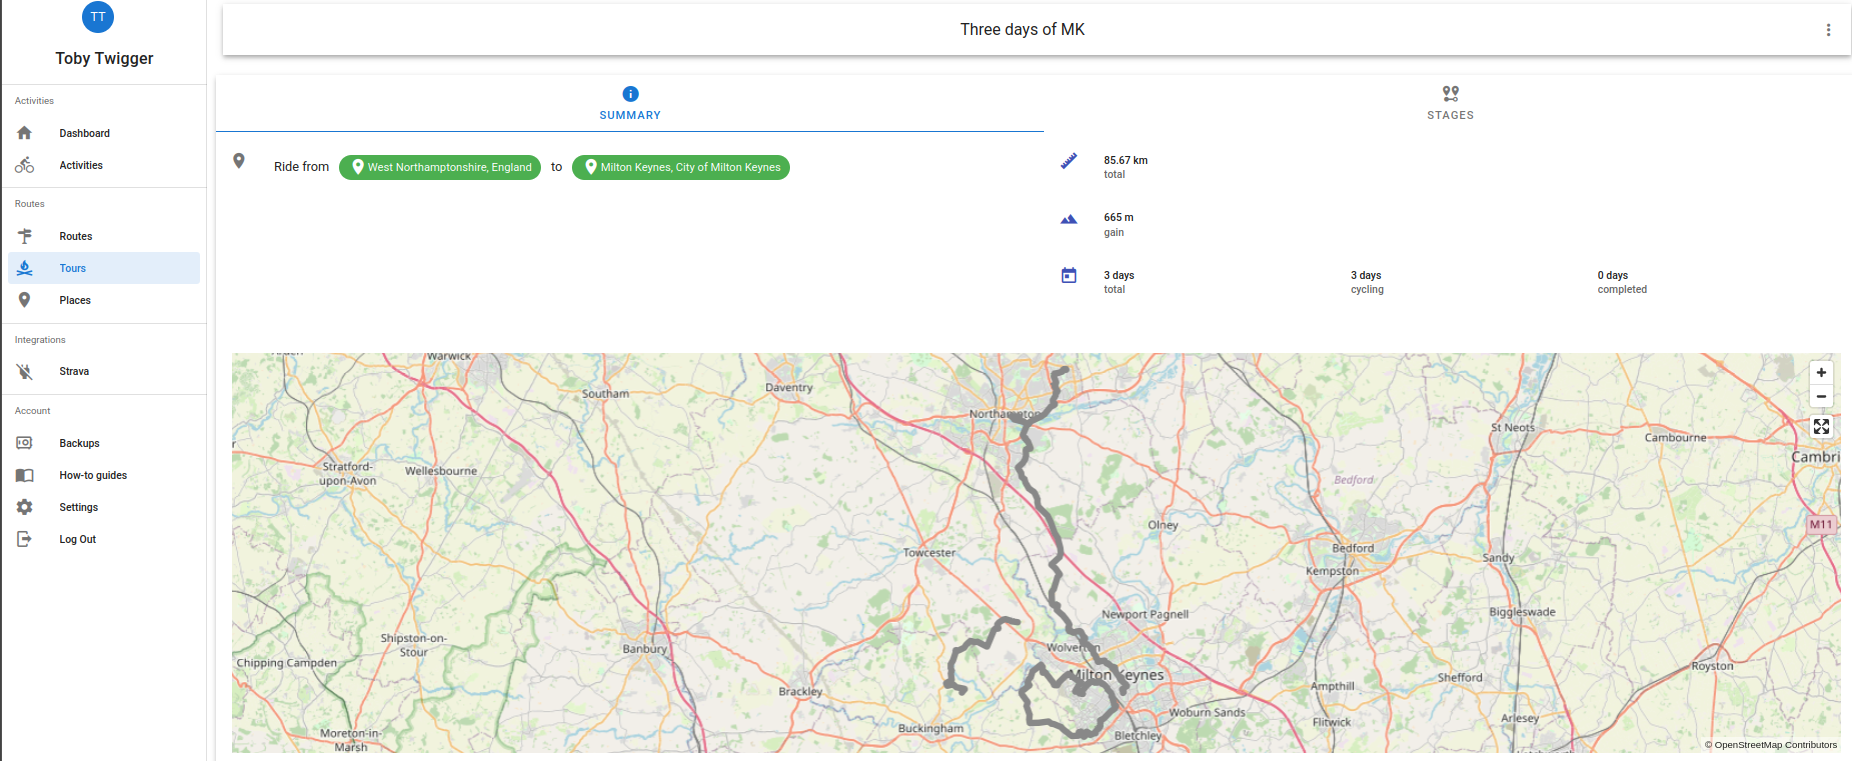 TT
Toby Twigger
Activities
Dashboard
Activities
Routes
Routes
Tours
Places
Integrations
Strava
Account
Backups
How-to guides
Settings
Log Out
Three days of MK
SUMMARY
STAGES
Ride from West Northamptonshire, England to Milton Keynes, City of Milton Keynes
85.67 km
total
665 m
gain
3 days
total
3 days
cycling
0 days
completed
Warwick
Southam
Daventry
Northampton
St Neots
Cambourne
Cambri
Stratford-
upon-Avon
Wellesbourne
Bedford
Olney
M11
Towcester
Bedford
Kempston
Sandy
Newport Pagnell
Biggleswade
Shipston-on-
Stour
Chipping Campden
Banbury
Wolverton
Milton Keynes
Royston
Brackley
Ampthill
Shefford
Buckingham
Woburn Sands
Flitwick
Arlesey
Moreton-in-
Marsh
Bletchley
© OpenStreetMap Contributors